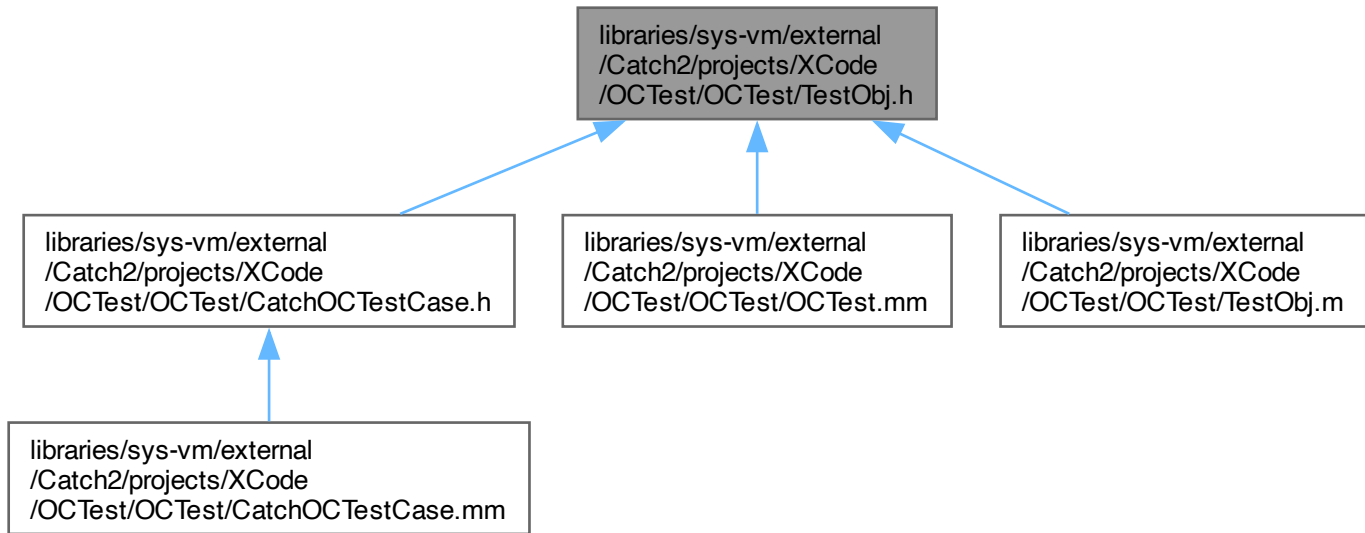 libraries/sys-vm/external
/Catch2/projects/XCode
/OCTest/OCTest/TestObj.h
libraries/sys-vm/external
/Catch2/projects/XCode
/OCTest/OCTest/CatchOCTestCase.h
libraries/sys-vm/external
/Catch2/projects/XCode
/OCTest/OCTest/OCTest.mm
libraries/sys-vm/external
/Catch2/projects/XCode
/OCTest/OCTest/TestObj.m
libraries/sys-vm/external
/Catch2/projects/XCode
/OCTest/OCTest/CatchOCTestCase.mm